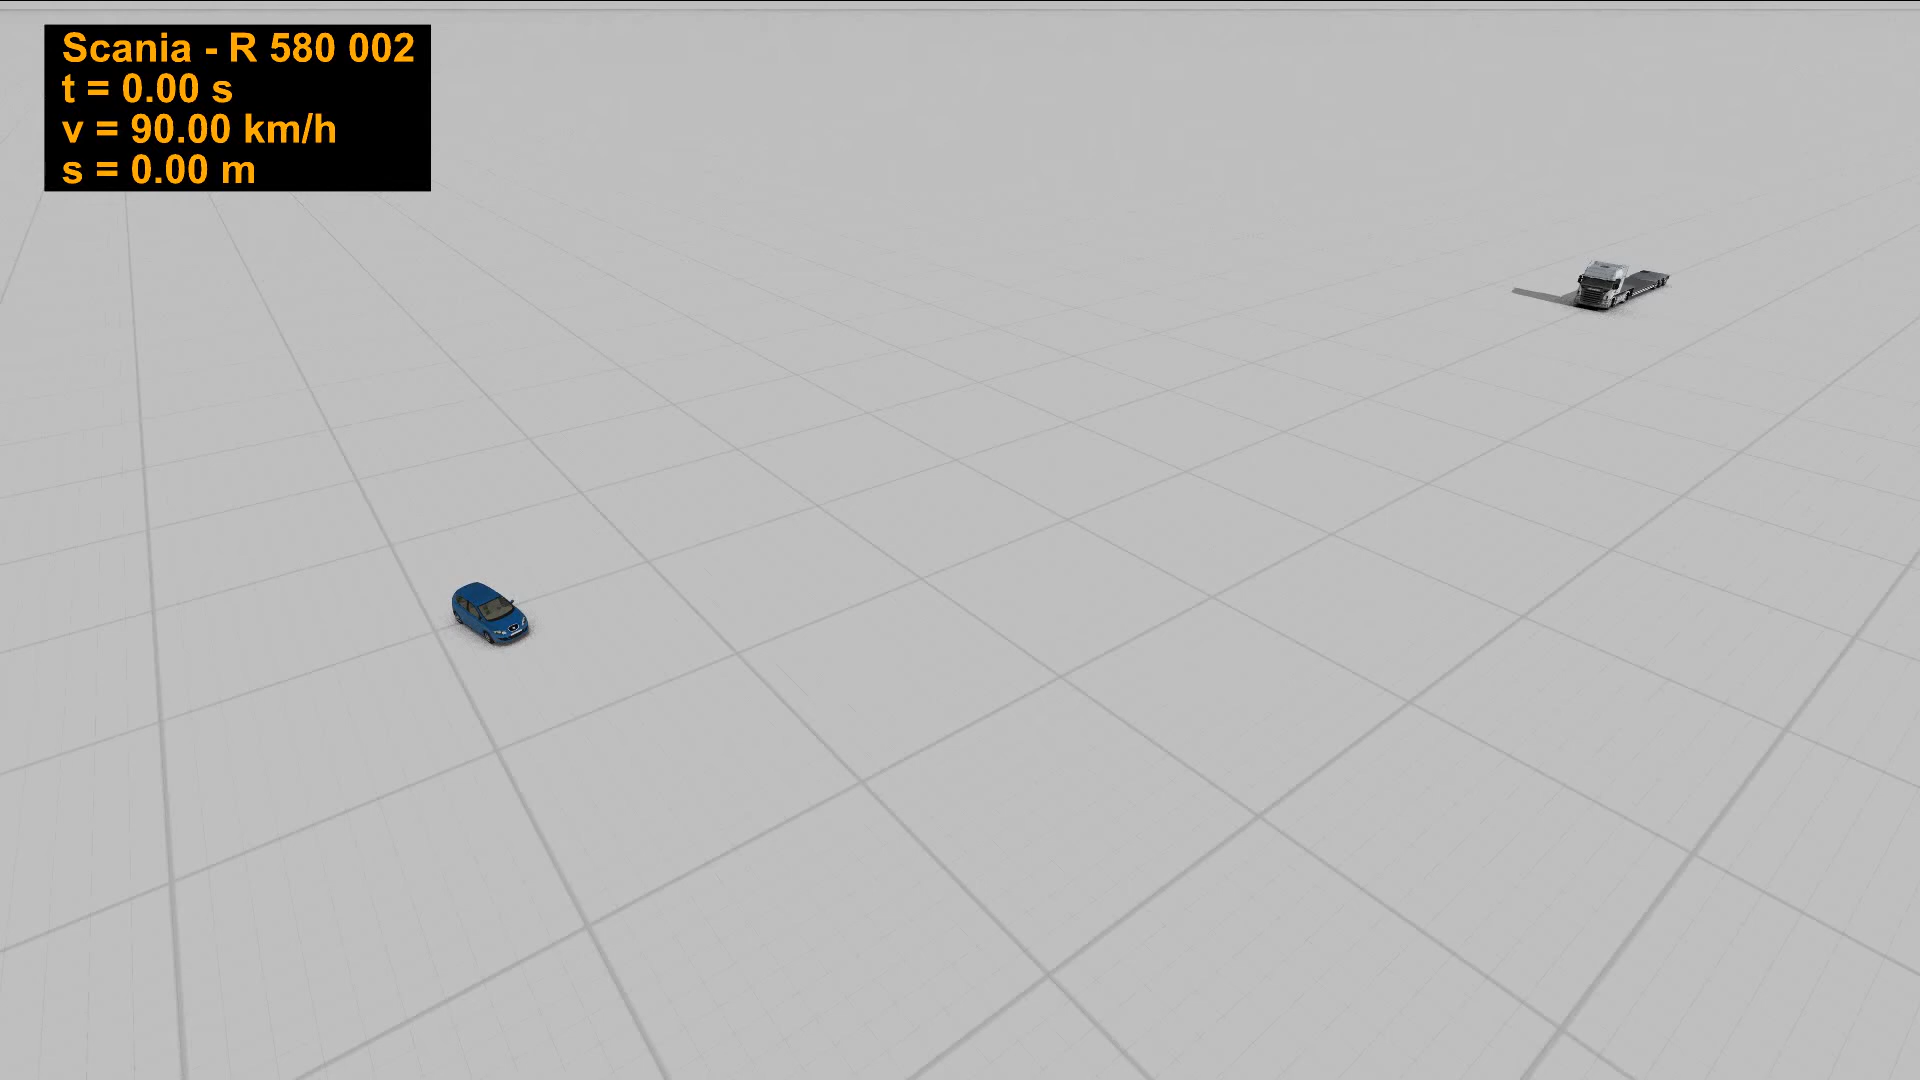 Scania - R 580 002
t = 0.00 s
v = 90.00 km/h
s = 0.00 m